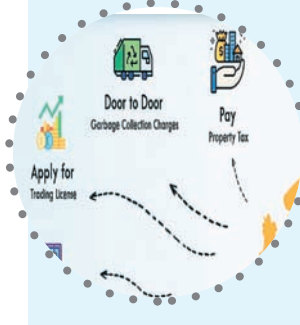 Door to Door
Garbage Collection Charges
Pay
Property Tax
Apply for
Trading License